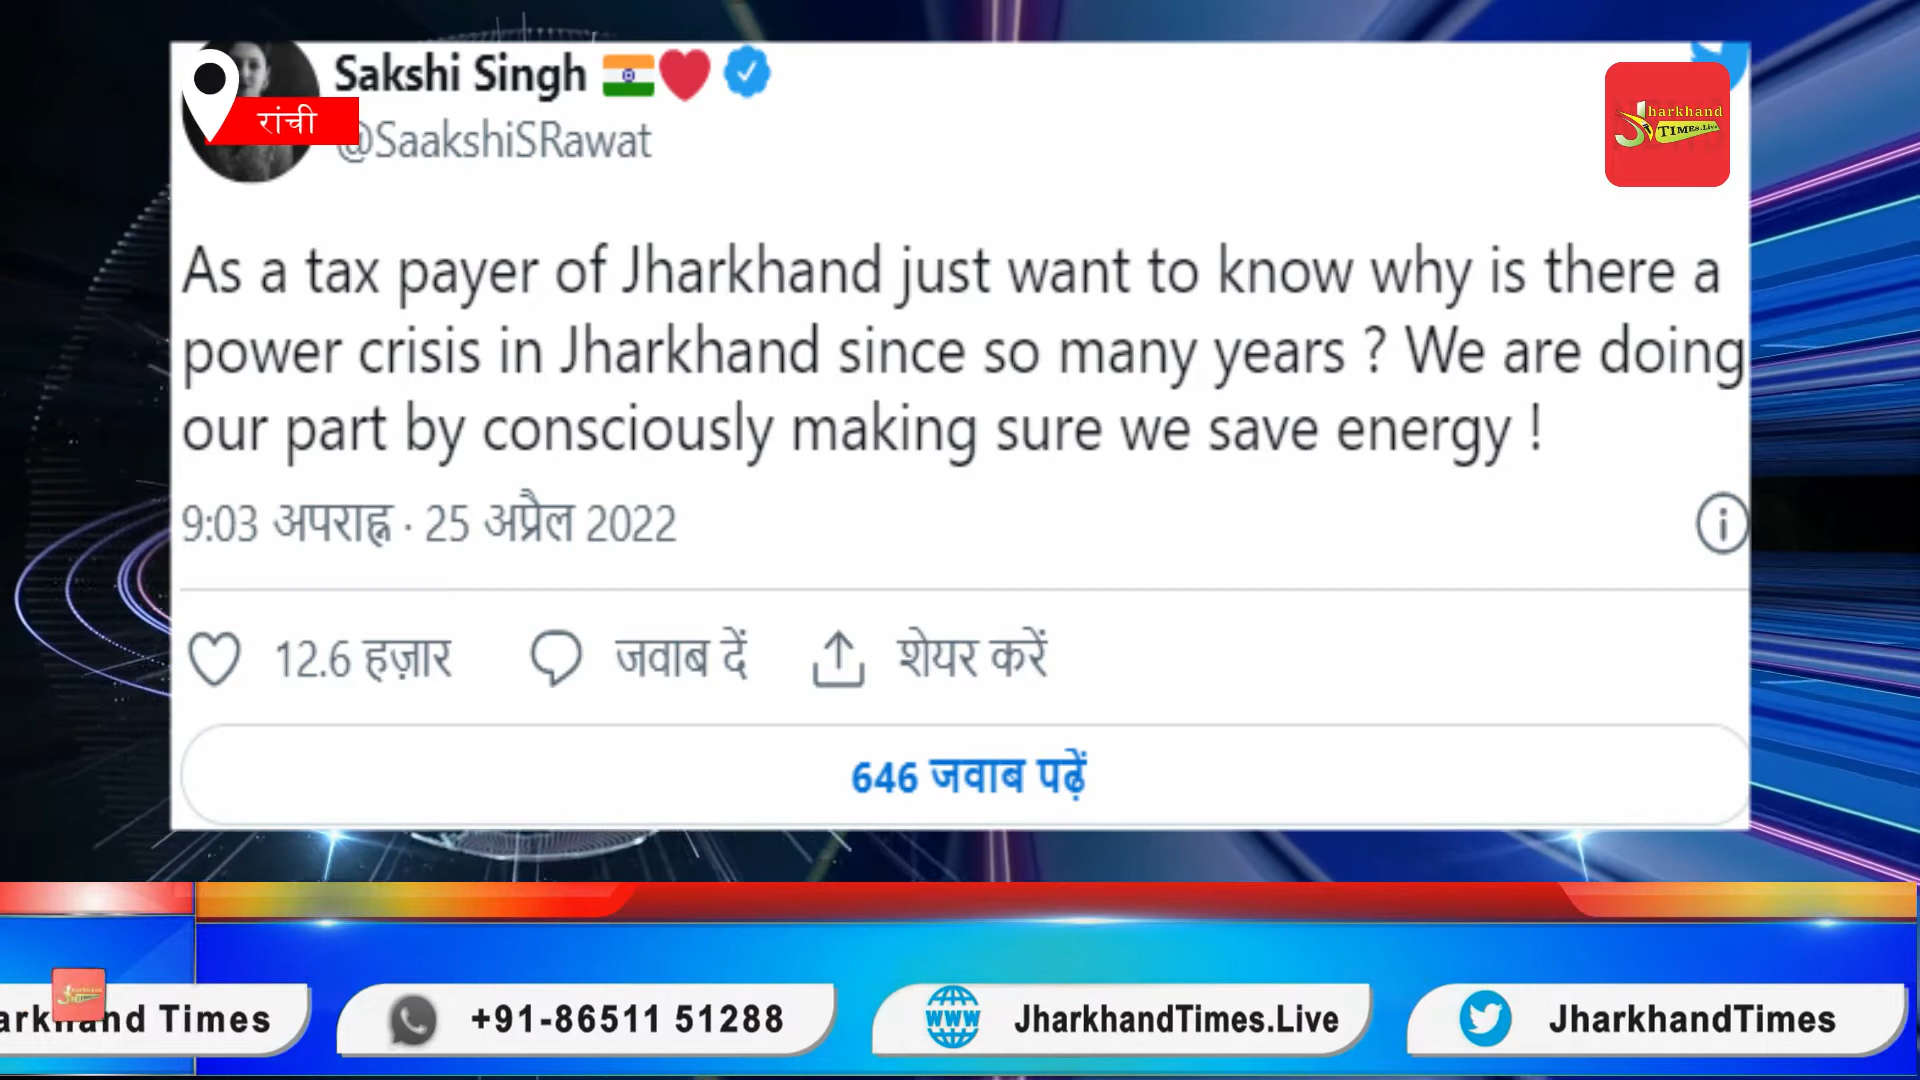 Sakshi Singh
रांची
@SaakshiSRawat
Jharkhand
TIMEs.Live
As a tax payer of Jharkhand just want to know why is there a
power crisis in Jharkhand since so many years ? We are doing
our part by consciously making sure we save energy !
9:03 अपराह्न · 25 अप्रैल 2022
12.6 हज़ार जवाब दें शेयर करें
646 जवाब पढ़ें
arkhand Times +91-86511 51288 www JharkhandTimes.Live JharkhandTimes